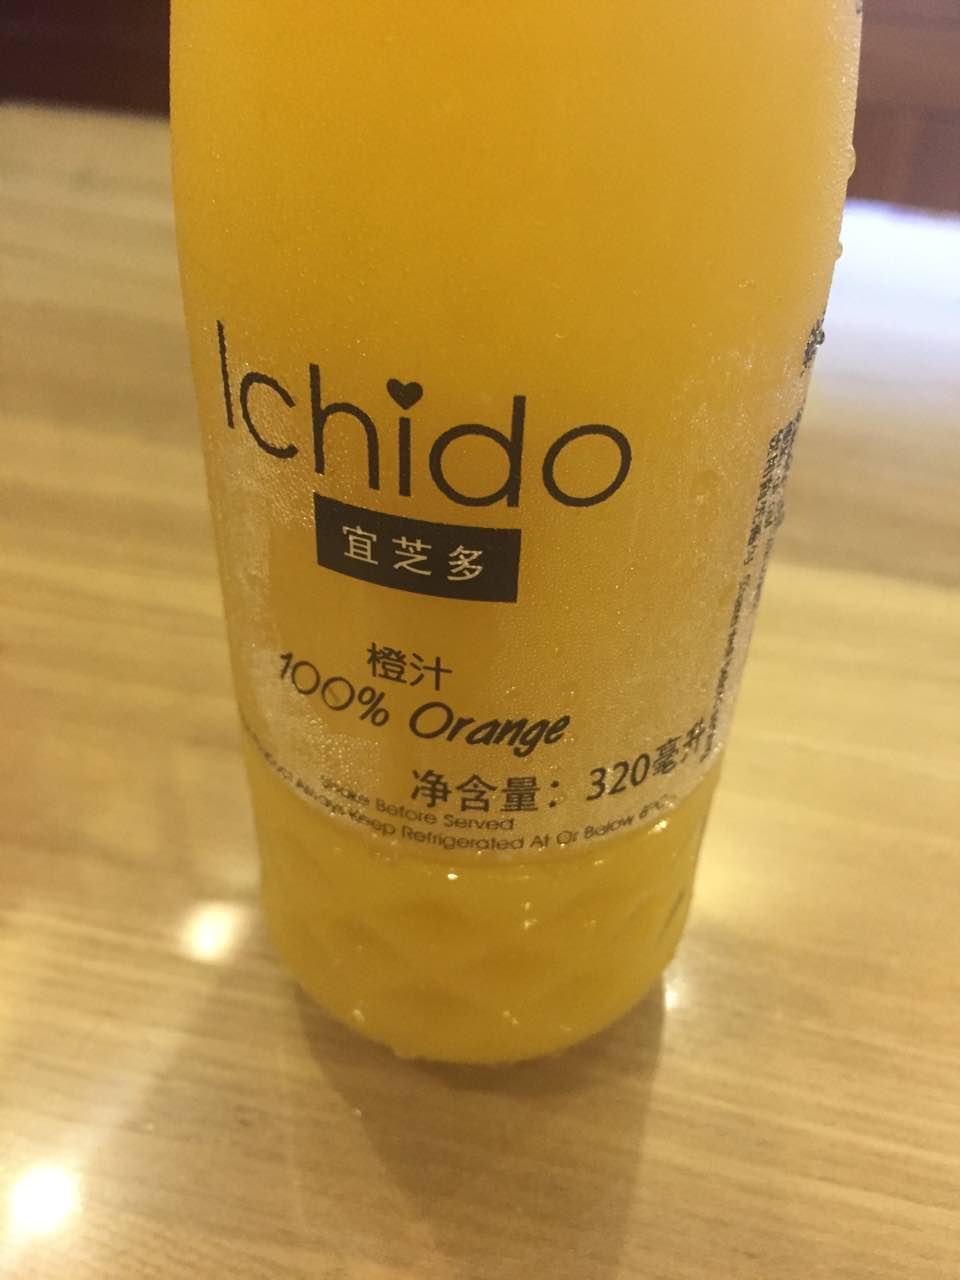 Ichido
宜芝多
橙汁
100% Orange
净含量：320毫升
Shake Before Served
Always Keep Refrigerated At Or Below 6°C